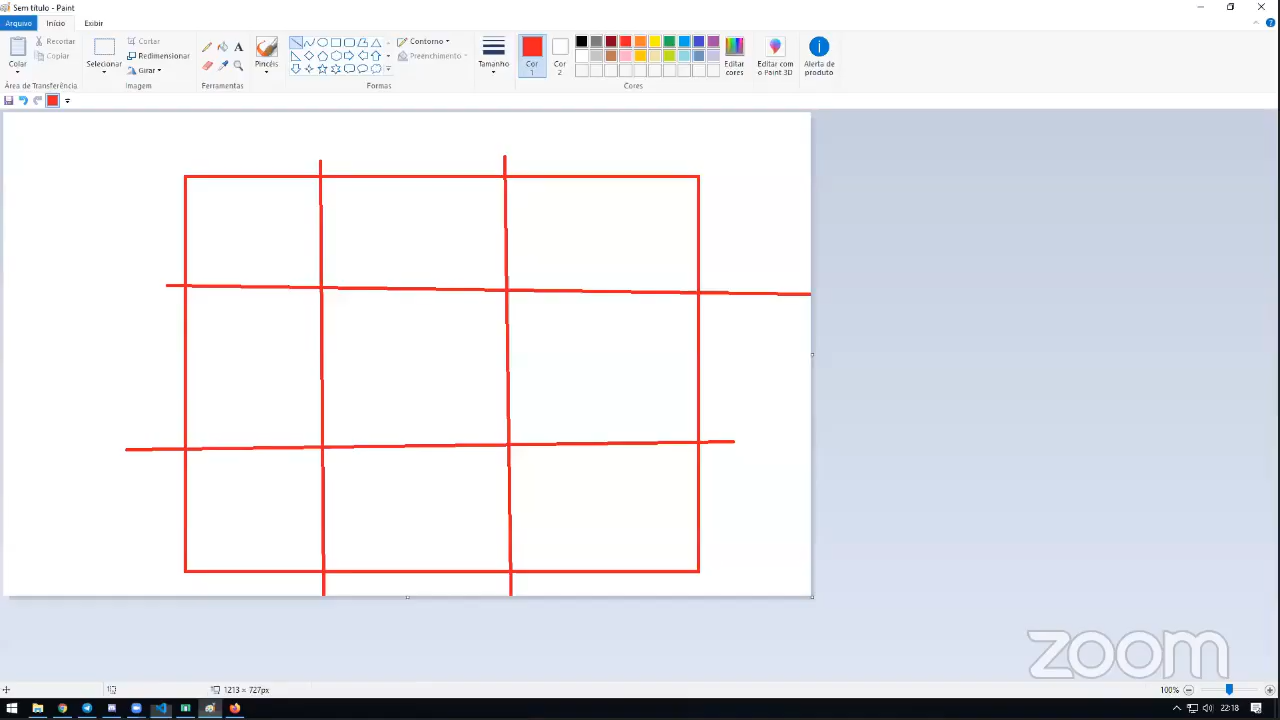 Sem título - Paint
Arquivo Início Exibir
Colar
Recortar
Copiar
Área de Transferência
Selecionar
Cortar
Redimensionar
Girar
Imagem
A
Ferramentas
Pincéis
Contorno
Preenchimento
Formas
Tamanho
Cor
1
Cor
2
Cores
Editar
cores
Editar com
o Paint 3D
Alerta de
produto
zoom
1213 × 727px
100%
22:18